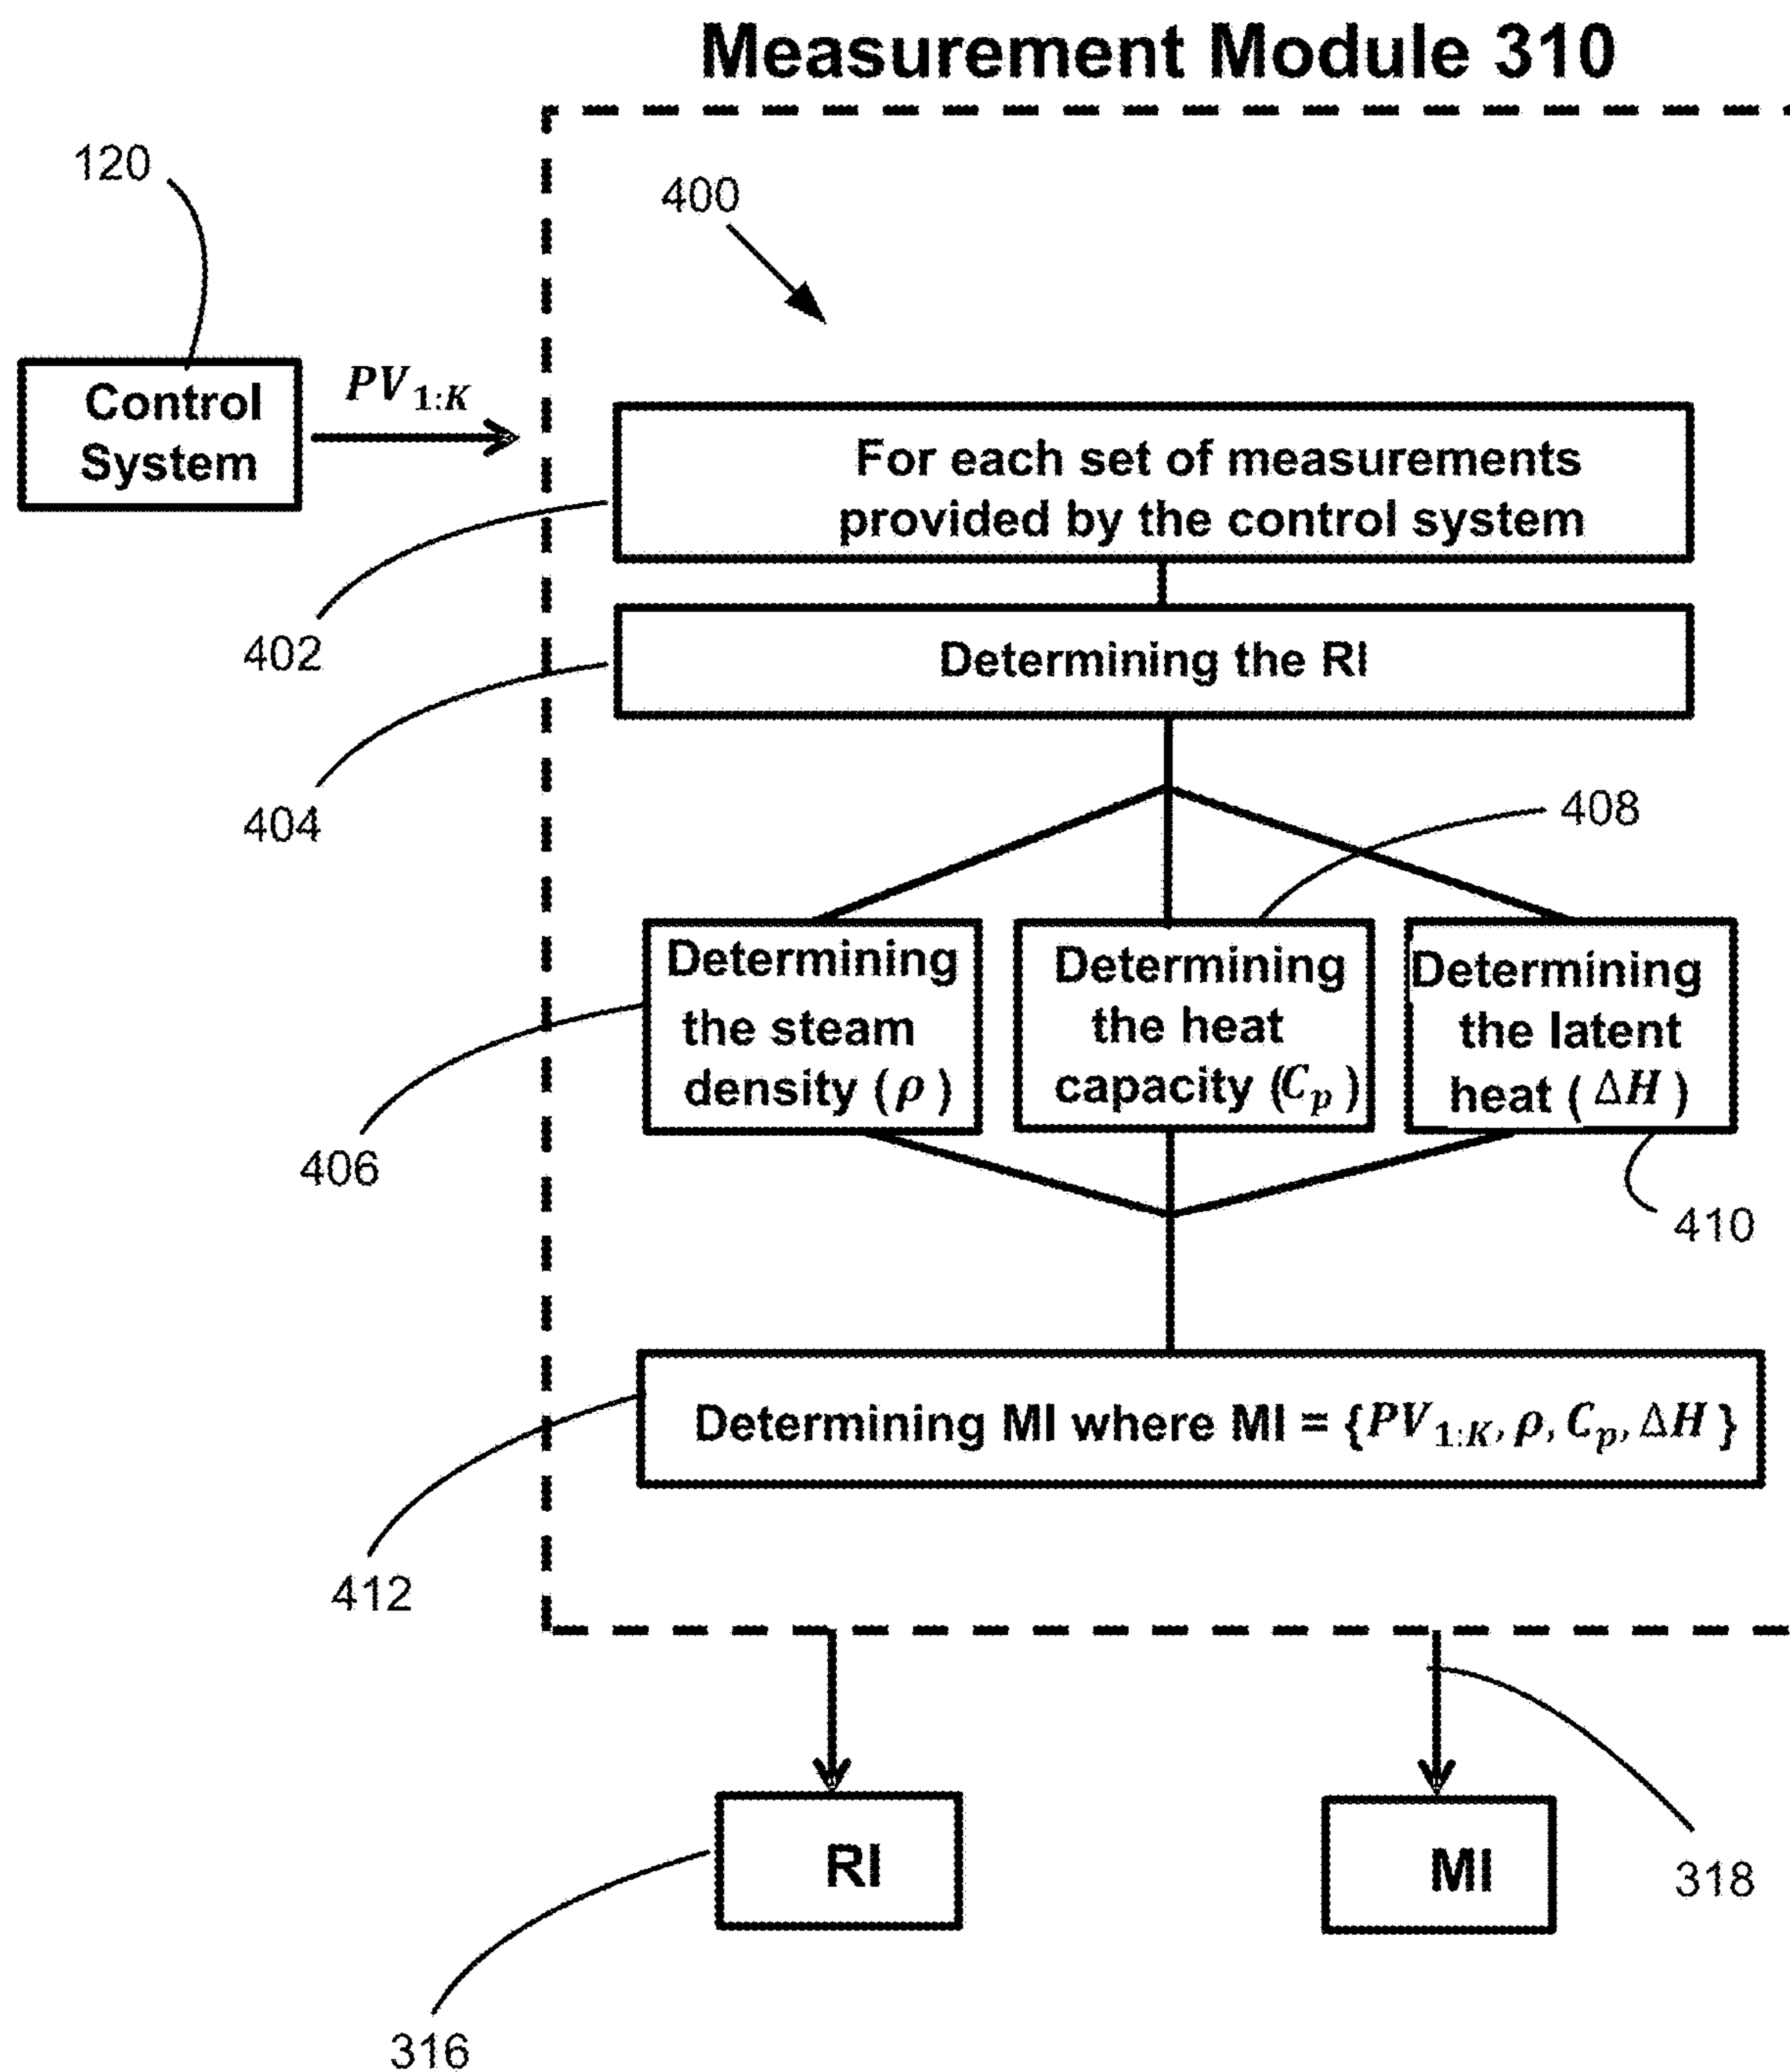 Measurement Module 310
120
400
Control
System
PV1:K
For each set of measurements
provided by the control system
402
Determining the RI
404
408
Determining
the steam
density (ρ)
Determining
the heat
capacity (Cp)
Determining
the latent
heat (ΔH)
406
410
Determining MI where MI = {PV1:K, ρ, Cp, ΔH}
412
RI
MI
318
316